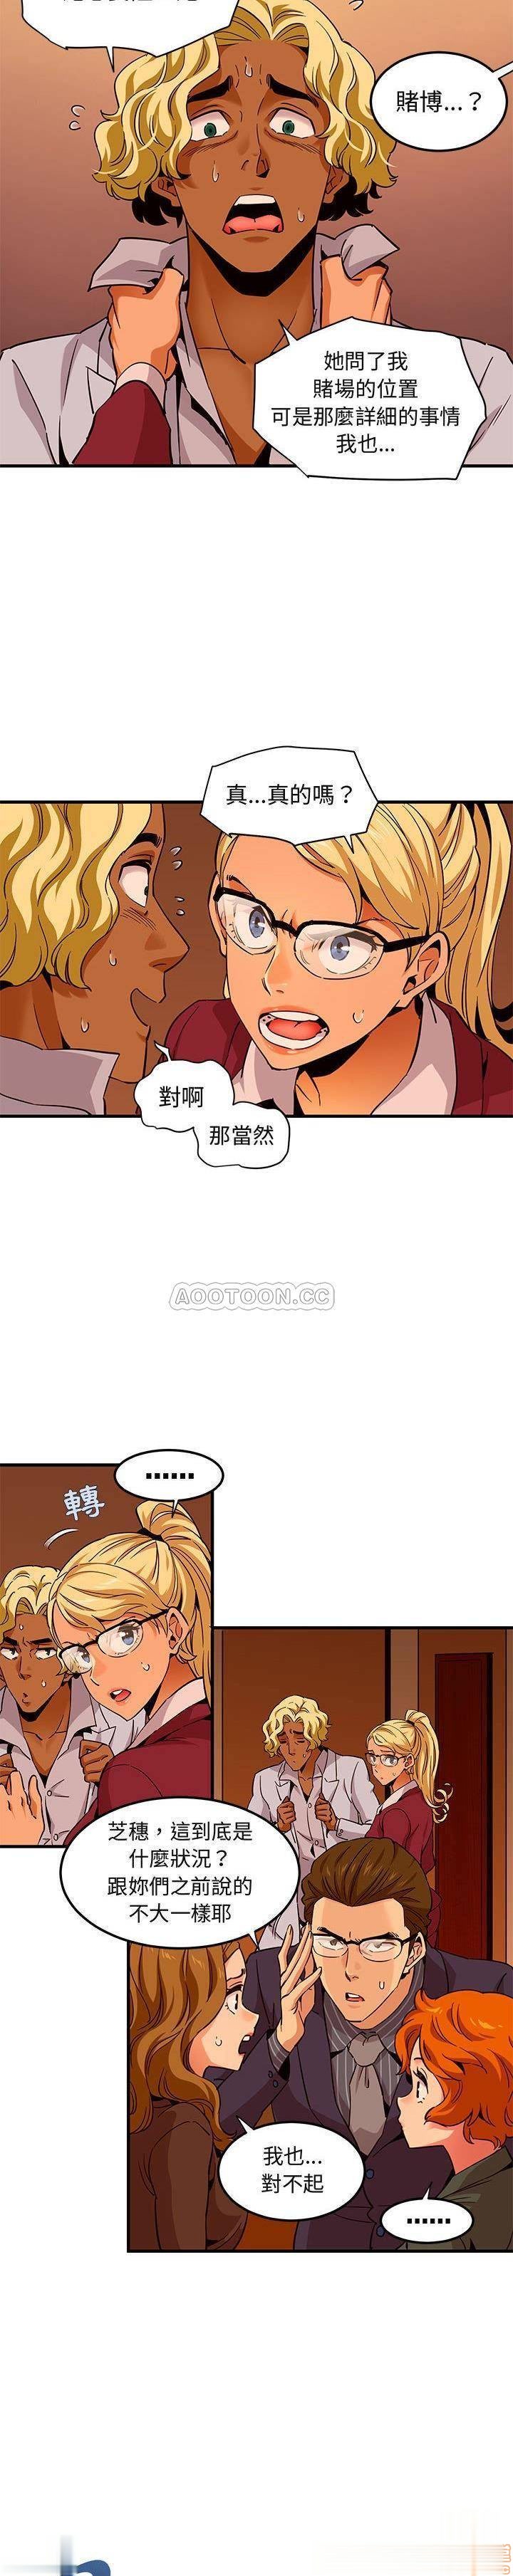 賭博...？
她問了我
賭場的位置
可是那麼詳細的事情
我也...
真...真的嗎？
對啊
那當然
AOOTOON.CC
......
轉
芝穗，這到底是
什麼狀況？
跟妳們之前說的
不大一樣耶
我也...
對不起
......